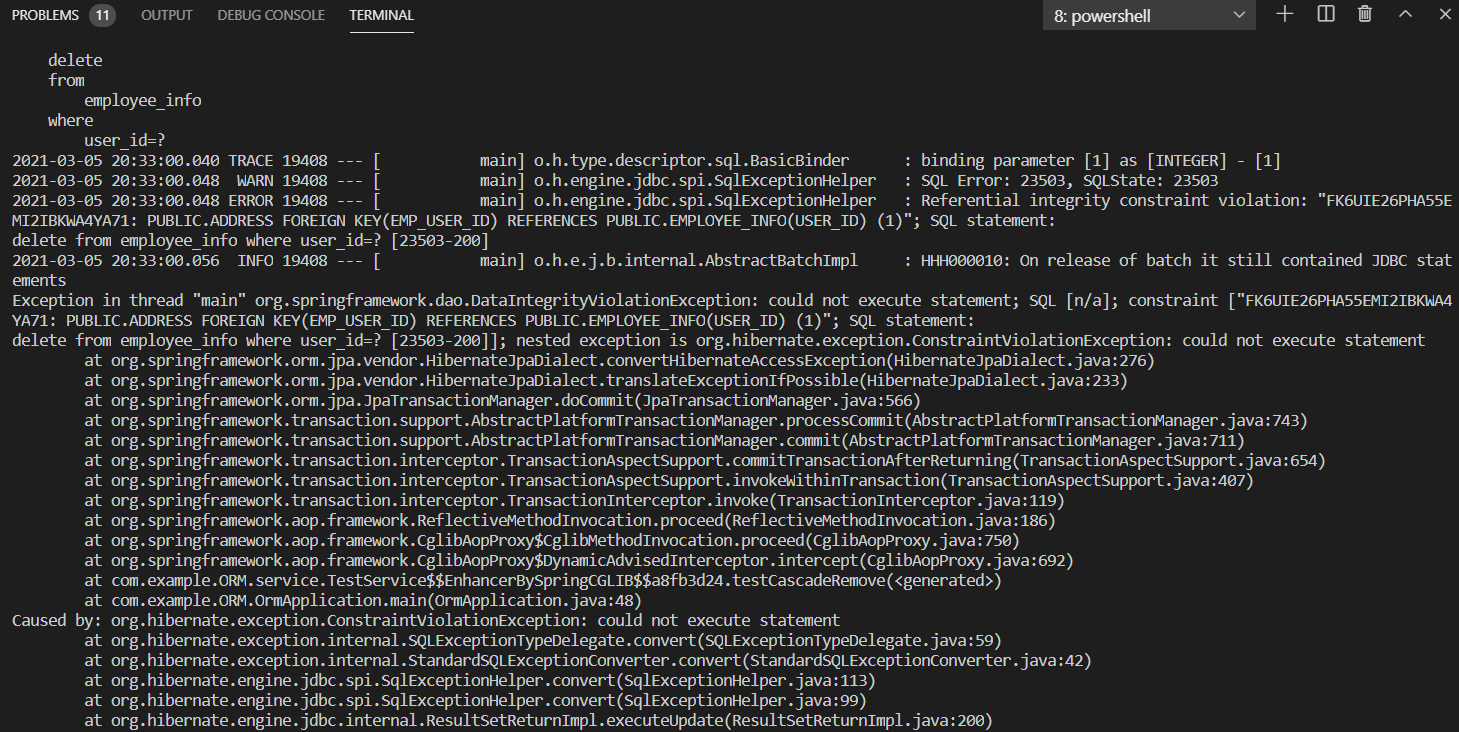 PROBLEMS 11 OUTPUT DEBUG CONSOLE TERMINAL 8: powershell
delete
from
employee_info
where
user_id=?
2021-03-05 20:33:00.040 TRACE 19408 --- [           main] o.h.type.descriptor.sql.BasicBinder      : binding parameter [1] as [INTEGER] - [1]
2021-03-05 20:33:00.048  WARN 19408 --- [           main] o.h.engine.jdbc.spi.SqlExceptionHelper   : SQL Error: 23503, SQLState: 23503
2021-03-05 20:33:00.048 ERROR 19408 --- [           main] o.h.engine.jdbc.spi.SqlExceptionHelper   : Referential integrity constraint violation: "FK6UIE26PHA55E
MI2IBKWA4YA71: PUBLIC.ADDRESS FOREIGN KEY(EMP_USER_ID) REFERENCES PUBLIC.EMPLOYEE_INFO(USER_ID) (1)"; SQL statement:
delete from employee_info where user_id=? [23503-200]
2021-03-05 20:33:00.056  INFO 19408 --- [           main] o.h.e.j.b.internal.AbstractBatchImpl     : HHH000010: On release of batch it still contained JDBC stat
ements
Exception in thread "main" org.springframework.dao.DataIntegrityViolationException: could not execute statement; SQL [n/a]; constraint ["FK6UIE26PHA55EMI2IBKWA4
YA71: PUBLIC.ADDRESS FOREIGN KEY(EMP_USER_ID) REFERENCES PUBLIC.EMPLOYEE_INFO(USER_ID) (1)"; SQL statement:
delete from employee_info where user_id=? [23503-200]]; nested exception is org.hibernate.exception.ConstraintViolationException: could not execute statement
at org.springframework.orm.jpa.vendor.HibernateJpaDialect.convertHibernateAccessException(HibernateJpaDialect.java:276)
at org.springframework.orm.jpa.vendor.HibernateJpaDialect.translateExceptionIfPossible(HibernateJpaDialect.java:233)
at org.springframework.orm.jpa.JpaTransactionManager.doCommit(JpaTransactionManager.java:566)
at org.springframework.transaction.support.AbstractPlatformTransactionManager.processCommit(AbstractPlatformTransactionManager.java:743)
at org.springframework.transaction.support.AbstractPlatformTransactionManager.commit(AbstractPlatformTransactionManager.java:711)
at org.springframework.transaction.interceptor.TransactionAspectSupport.commitTransactionAfterReturning(TransactionAspectSupport.java:654)
at org.springframework.transaction.interceptor.TransactionAspectSupport.invokeWithinTransaction(TransactionAspectSupport.java:407)
at org.springframework.transaction.interceptor.TransactionInterceptor.invoke(TransactionInterceptor.java:119)
at org.springframework.aop.framework.ReflectiveMethodInvocation.proceed(ReflectiveMethodInvocation.java:186)
at org.springframework.aop.framework.CglibAopProxy$CglibMethodInvocation.proceed(CglibAopProxy.java:750)
at org.springframework.aop.framework.CglibAopProxy$DynamicAdvisedInterceptor.intercept(CglibAopProxy.java:692)
at com.example.ORM.service.TestService$$EnhancerBySpringCGLIB$$a8fb3d24.testCascadeRemove(<generated>)
at com.example.ORM.OrmApplication.main(OrmApplication.java:48)
Caused by: org.hibernate.exception.ConstraintViolationException: could not execute statement
at org.hibernate.exception.internal.SQLExceptionTypeDelegate.convert(SQLExceptionTypeDelegate.java:59)
at org.hibernate.exception.internal.StandardSQLExceptionConverter.convert(StandardSQLExceptionConverter.java:42)
at org.hibernate.engine.jdbc.spi.SqlExceptionHelper.convert(SqlExceptionHelper.java:113)
at org.hibernate.engine.jdbc.spi.SqlExceptionHelper.convert(SqlExceptionHelper.java:99)
at org.hibernate.engine.jdbc.internal.ResultSetReturnImpl.executeUpdate(ResultSetReturnImpl.java:200)